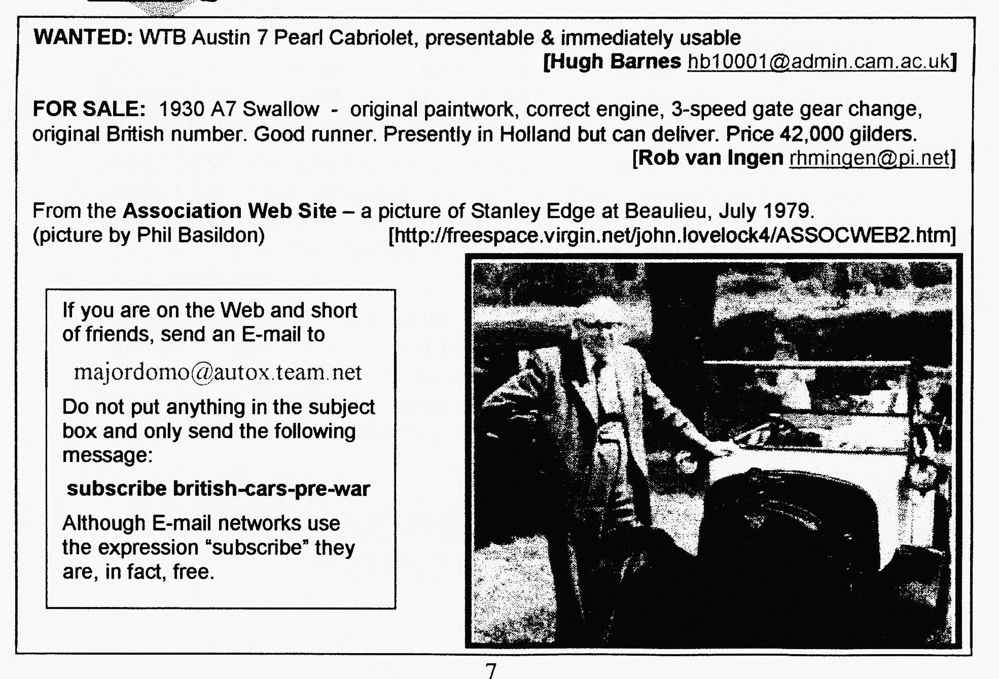 WANTED: WTB Austin 7 Pearl Cabriolet, presentable & immediately usable
[Hugh Barnes hb10001@admin.cam.ac.uk]
FOR SALE: 1930 A7 Swallow - original paintwork, correct engine, 3-speed gate gear change,
original British number. Good runner. Presently in Holland but can deliver. Price 42,000 gilders.
[Rob van Ingen rhmingen@pi.net]
From the Association Web Site – a picture of Stanley Edge at Beaulieu, July 1979.
(picture by Phil Basildon) [http://freespace.virgin.net/john.lovelock4/ASSOCWEB2.htm]
If you are on the Web and short
of friends, send an E-mail to
majordomo@autox.team.net
Do not put anything in the subject
box and only send the following
message:
subscribe british-cars-pre-war
Although E-mail networks use
the expression “subscribe” they
are, in fact, free.
7